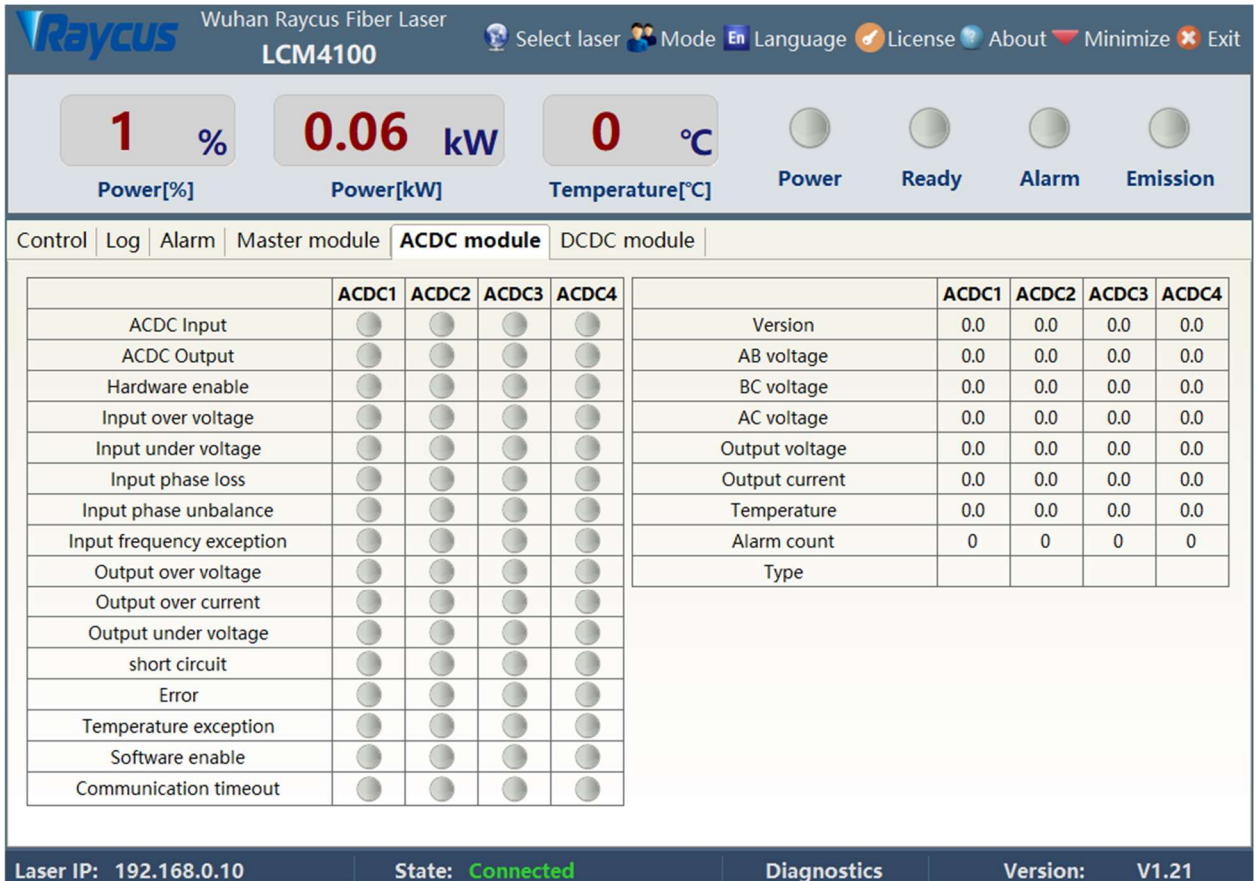 Raycus
Wuhan Raycus Fiber Laser
LCM4100
Select laser Mode En Language License ? About Minimize Exit
1 % 0.06 kW 0 ℃
Power[%] Power[kW] Temperature[℃] Power Ready Alarm Emission
Control Log Alarm Master module ACDC module DCDC module
ACDC1 ACDC2 ACDC3 ACDC4
ACDC Input
ACDC Output
Hardware enable
Input over voltage
Input under voltage
Input phase loss
Input phase unbalance
Input frequency exception
Output over voltage
Output over current
Output under voltage
short circuit
Error
Temperature exception
Software enable
Communication timeout
ACDC1 ACDC2 ACDC3 ACDC4
Version 0.0 0.0 0.0 0.0
AB voltage 0.0 0.0 0.0 0.0
BC voltage 0.0 0.0 0.0 0.0
AC voltage 0.0 0.0 0.0 0.0
Output voltage 0.0 0.0 0.0 0.0
Output current 0.0 0.0 0.0 0.0
Temperature 0.0 0.0 0.0 0.0
Alarm count 0 0 0 0
Type
Laser IP: 192.168.0.10 State: Connected Diagnostics Version: V1.21